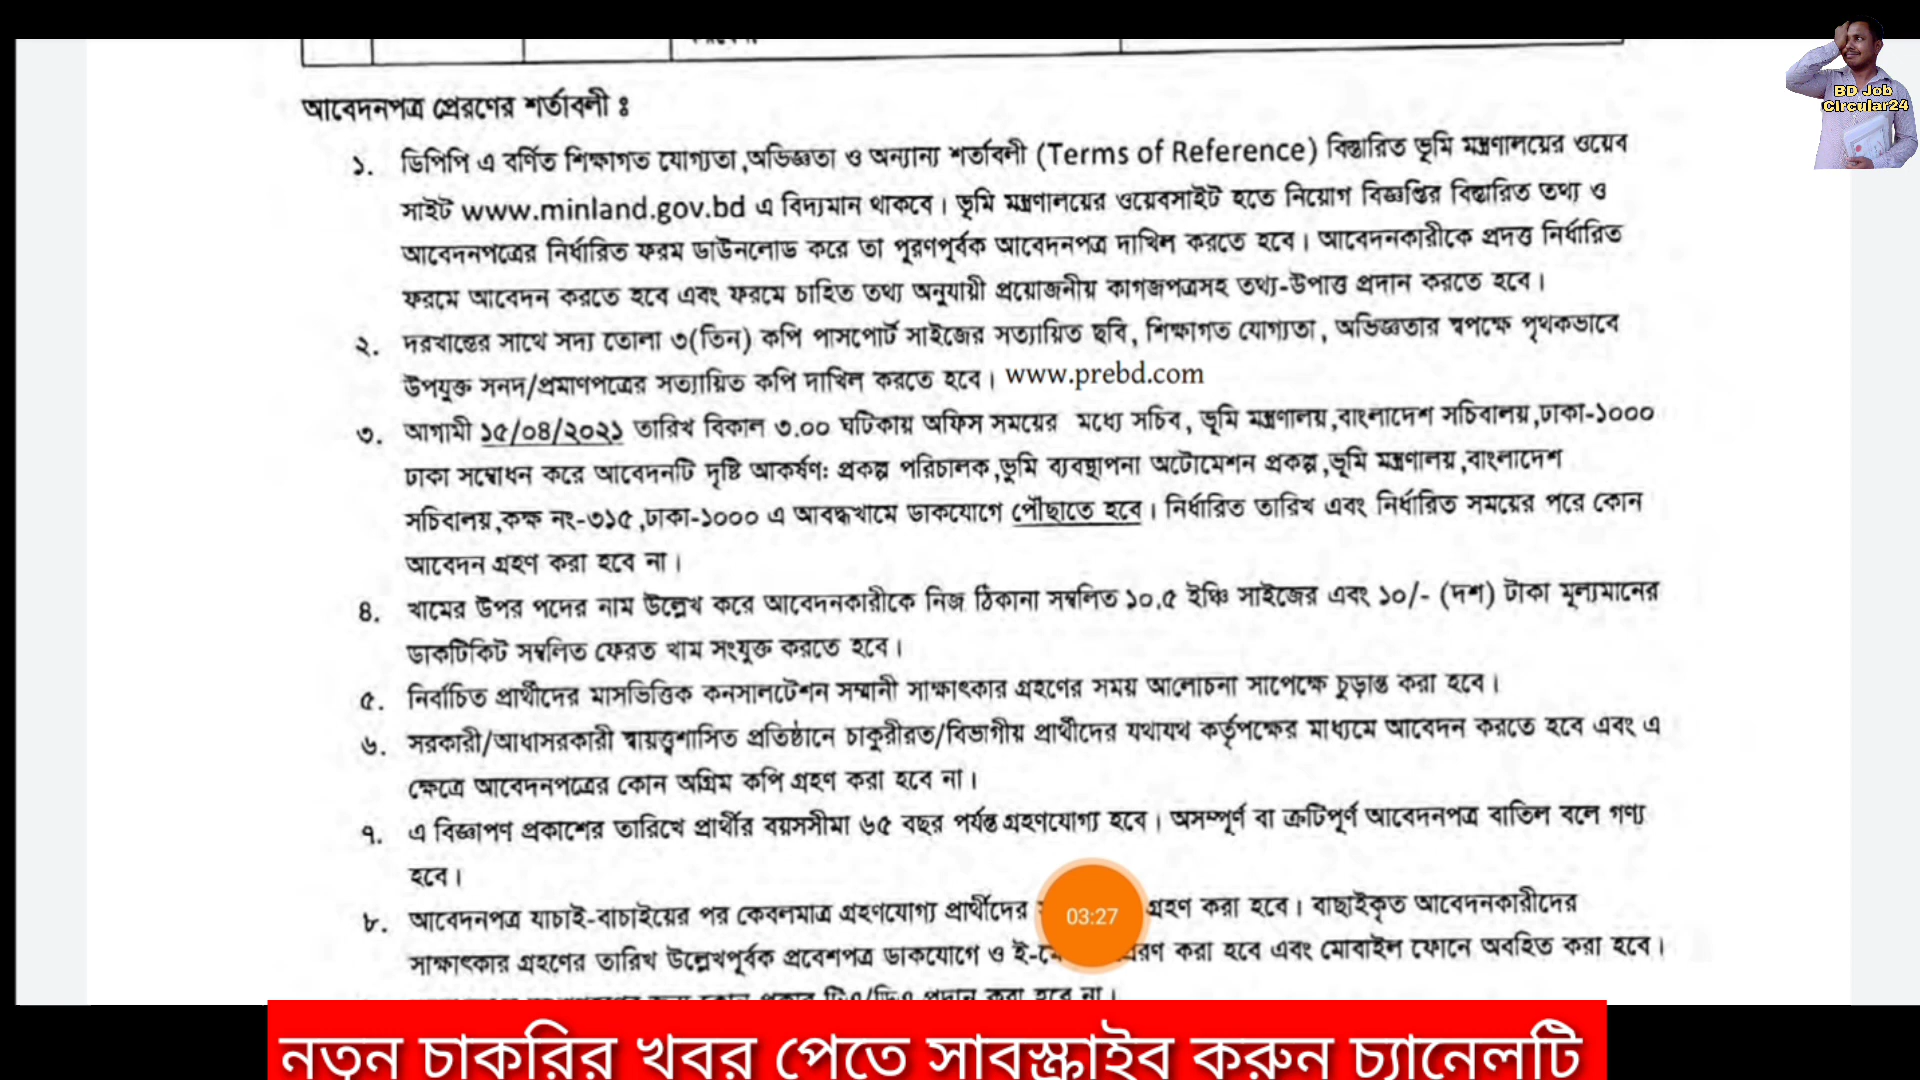 আবেদনপত্র প্রেরণের শর্তাবলী ঃ
১. ডিপিপি এ বর্ণিত শিক্ষাগত যোগ্যতা,অভিজ্ঞতা ও অন্যান্য শর্তাবলী (Terms of Reference) বিস্তারিত ভূমি মন্ত্রণালয়ের ওয়েব
সাইট www.minland.gov.bd এ বিদ্যমান থাকবে। ভূমি মন্ত্রণালয়ের ওয়েবসাইট হতে নিয়োগ বিজ্ঞপ্তির বিস্তারিত তথ্য ও
আবেদনপত্রের নির্ধারিত ফরম ডাউনলোড করে তা পূরণপূর্বক আবেদনপত্র দাখিল করতে হবে। আবেদনকারীকে প্রদত্ত নির্ধারিত
ফরমে আবেদন করতে হবে এবং ফরমে চাহিত তথ্য অনুযায়ী প্রয়োজনীয় কাগজপত্রসহ তথ্য-উপাত্ত প্রদান করতে হবে।
২. দরখাস্তের সাথে সদ্য তোলা ৩(তিন) কপি পাসপোর্ট সাইজের সত্যায়িত ছবি, শিক্ষাগত যোগ্যতা, অভিজ্ঞতার স্বপক্ষে পৃথকভাবে
উপযুক্ত সনদ/প্রমাণপত্রের সত্যায়িত কপি দাখিল করতে হবে। www.prebd.com
৩. আগামী ১৫/০৪/২০২১ তারিখ বিকাল ৩.০০ ঘটিকায় অফিস সময়ের মধ্যে সচিব, ভূমি মন্ত্রণালয়,বাংলাদেশ সচিবালয়,ঢাকা-১০০০
ঢাকা সম্বোধন করে আবেদনটি দৃষ্টি আকর্ষণ: প্রকল্প পরিচালক,ভুমি ব্যবস্থাপনা অটোমেশন প্রকল্প,ভূমি মন্ত্রণালয়,বাংলাদেশ
সচিবালয়,কক্ষ নং-৩১৫,ঢাকা-১০০০ এ আবদ্ধখামে ডাকযোগে পৌঁছাতে হবে। নির্ধারিত তারিখ এবং নির্ধারিত সময়ের পরে কোন
আবেদন গ্রহণ করা হবে না।
৪. খামের উপর পদের নাম উল্লেখ করে আবেদনকারীকে নিজ ঠিকানা সম্বলিত ১০.৫ ইঞ্চি সাইজের এবং ১০/- (দশ) টাকা মূল্যমানের
ডাকটিকিট সম্বলিত ফেরত খাম সংযুক্ত করতে হবে।
৫. নির্বাচিত প্রার্থীদের মাসভিত্তিক কনসালটেশন সম্মানী সাক্ষাৎকার গ্রহণের সময় আলোচনা সাপেক্ষে চুড়ান্ত করা হবে।
৬. সরকারী/আধাসরকারী স্বায়ত্ত্বশাসিত প্রতিষ্ঠানে চাকুরীরত/বিভাগীয় প্রার্থীদের যথাযথ কর্তৃপক্ষের মাধ্যমে আবেদন করতে হবে এবং এ
ক্ষেত্রে আবেদনপত্রের কোন অগ্রিম কপি গ্রহণ করা হবে না।
৭. এ বিজ্ঞাপণ প্রকাশের তারিখে প্রার্থীর বয়সসীমা ৬৫ বছর পর্যন্ত গ্রহণযোগ্য হবে। অসম্পূর্ণ বা ত্রুটিপূর্ণ আবেদনপত্র বাতিল বলে গণ্য
হবে।
৮. আবেদনপত্র যাচাই-বাচাইয়ের পর কেবলমাত্র গ্রহণযোগ্য প্রার্থীদের গ্রহণ করা হবে। বাছাইকৃত আবেদনকারীদের
সাক্ষাৎকার গ্রহণের তারিখ উল্লেখপূর্বক প্রবেশপত্র ডাকযোগে ও করা হবে এবং মোবাইল ফোনে অবহিত করা হবে।
কোন প্রকার টিএ/ডিএ প্রদান করা হবে না।
03:27
BD Job
Circular24
নতুন চাকরির খবর পেতে সাবস্ক্রাইব করুন চ্যানেলটি